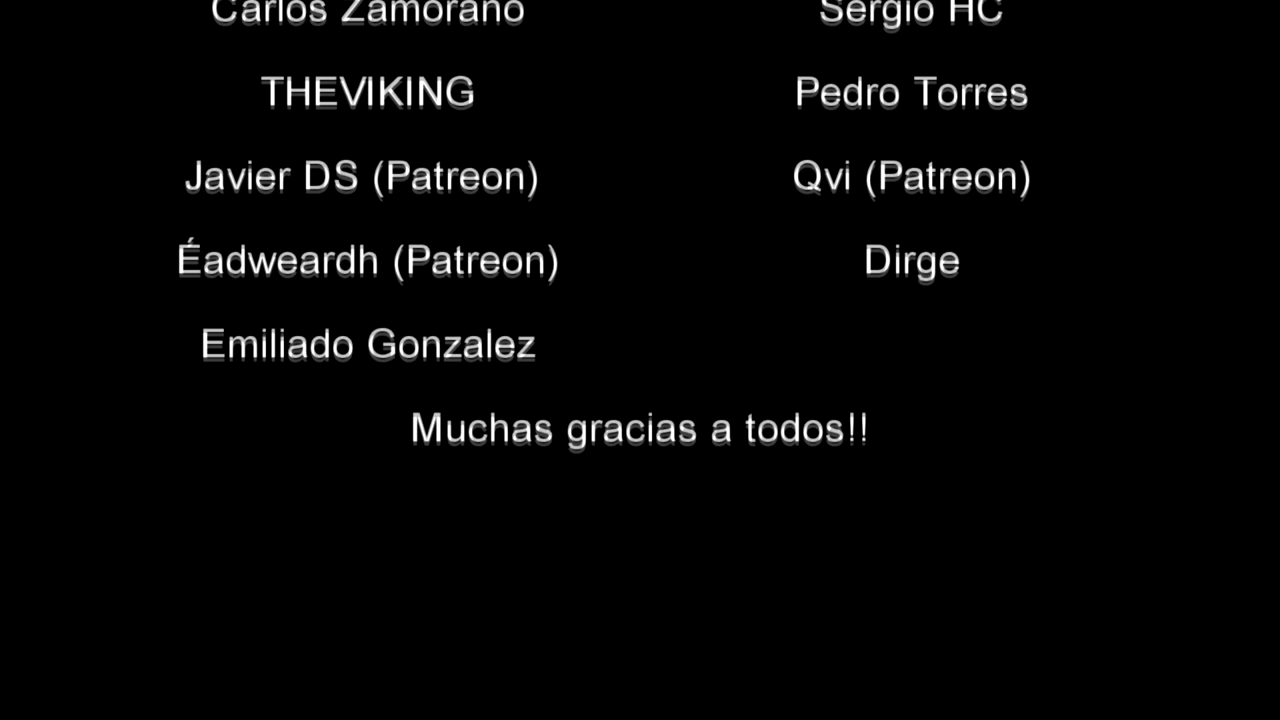 Carlos Zamorano Sergio HC
THEVIKING Pedro Torres
Javier DS (Patreon) Qvi (Patreon)
Éadweardh (Patreon) Dirge
Emiliado Gonzalez
Muchas gracias a todos!!